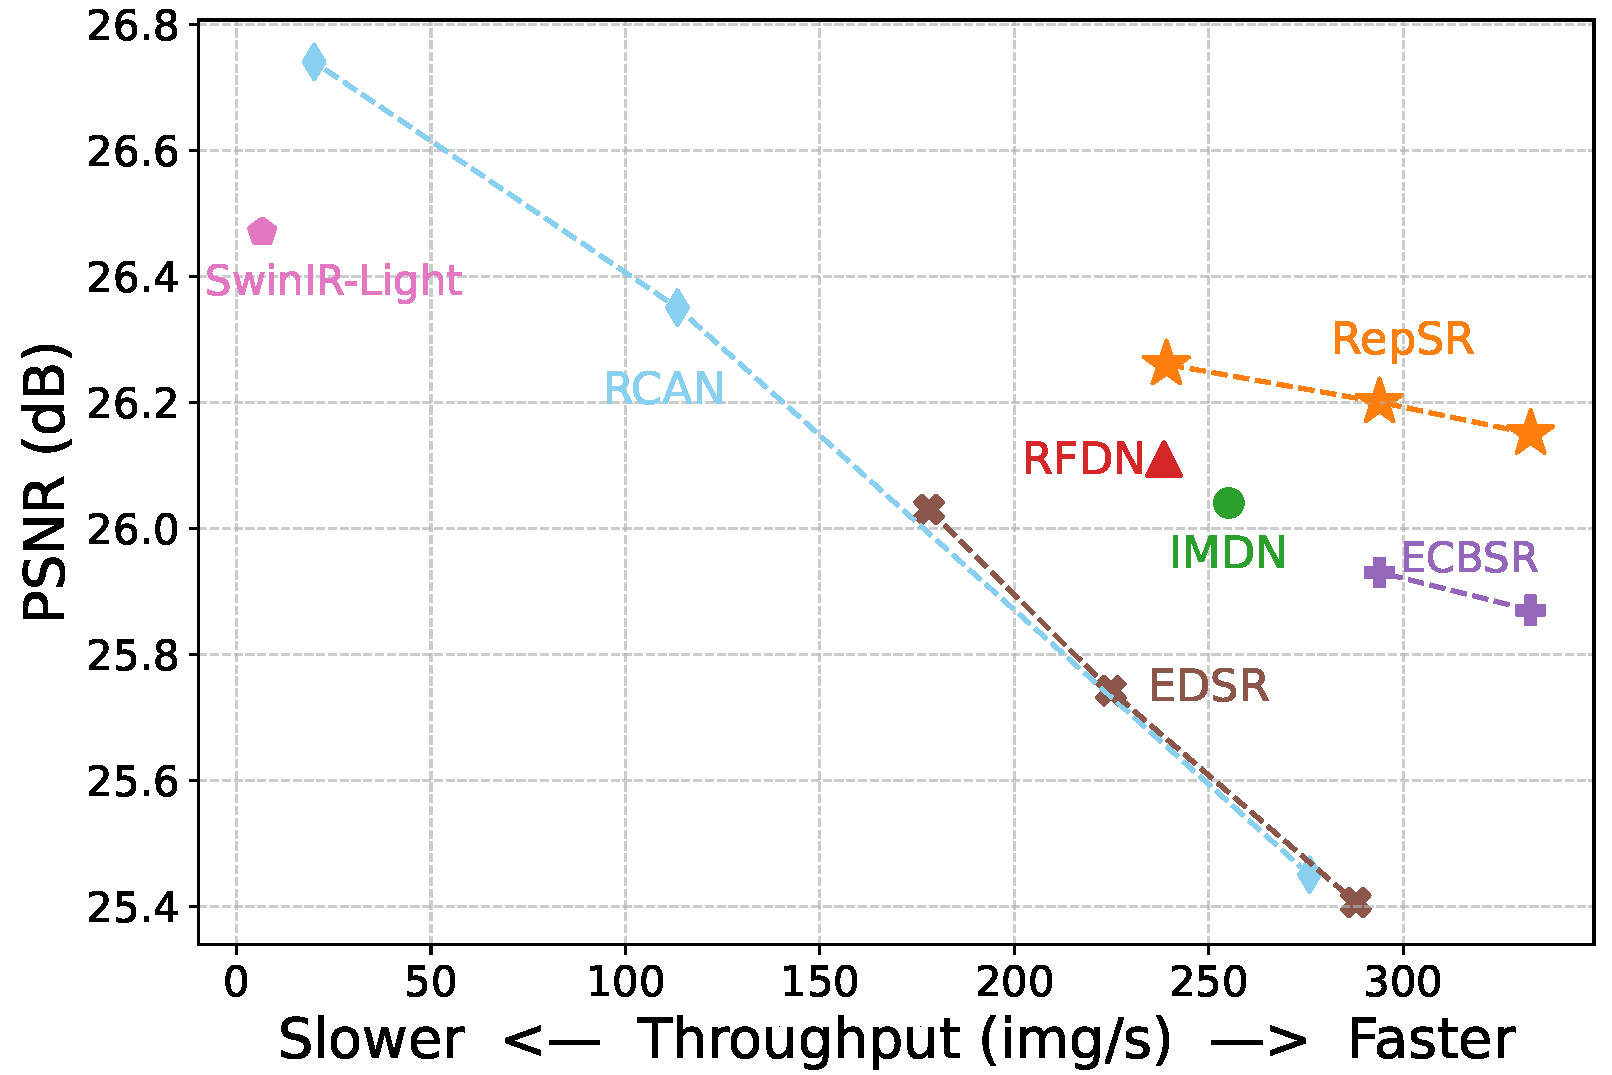 26.8
26.6
26.4
26.2
26.0
25.8
25.6
25.4
PSNR (dB)
SwinIR-Light
RCAN
RepSR
RFDN
IMDN
ECBSR
EDSR
0 50 100 150 200 250 300
Slower <— Throughput (img/s) —> Faster